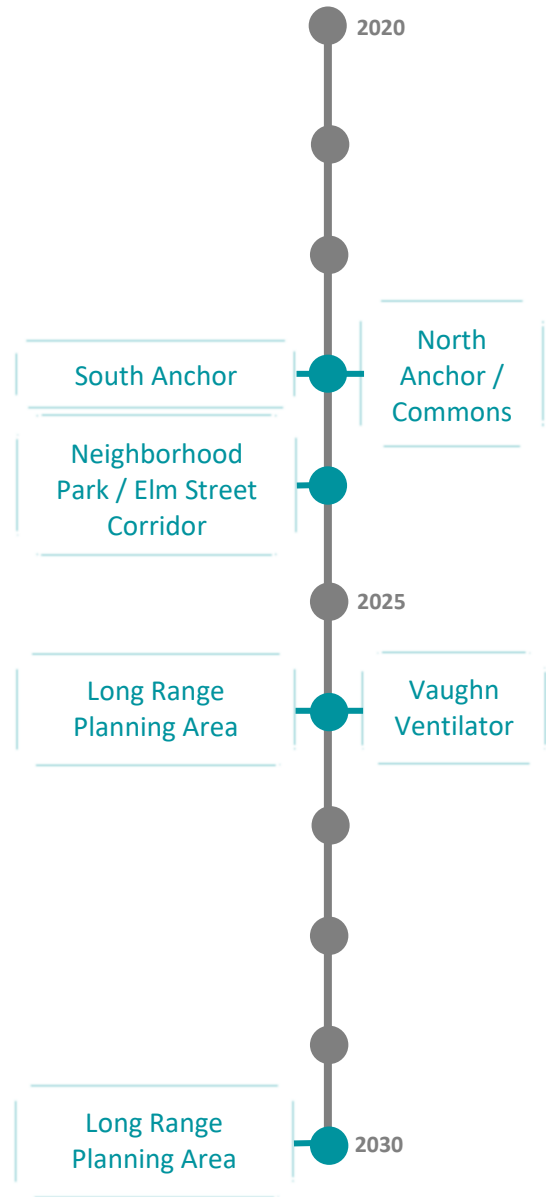 2020
South Anchor
North
Anchor /
Commons
Neighborhood
Park / Elm Street
Corridor
2025
Long Range
Planning Area
Vaughn
Ventilator
Long Range
Planning Area
2030